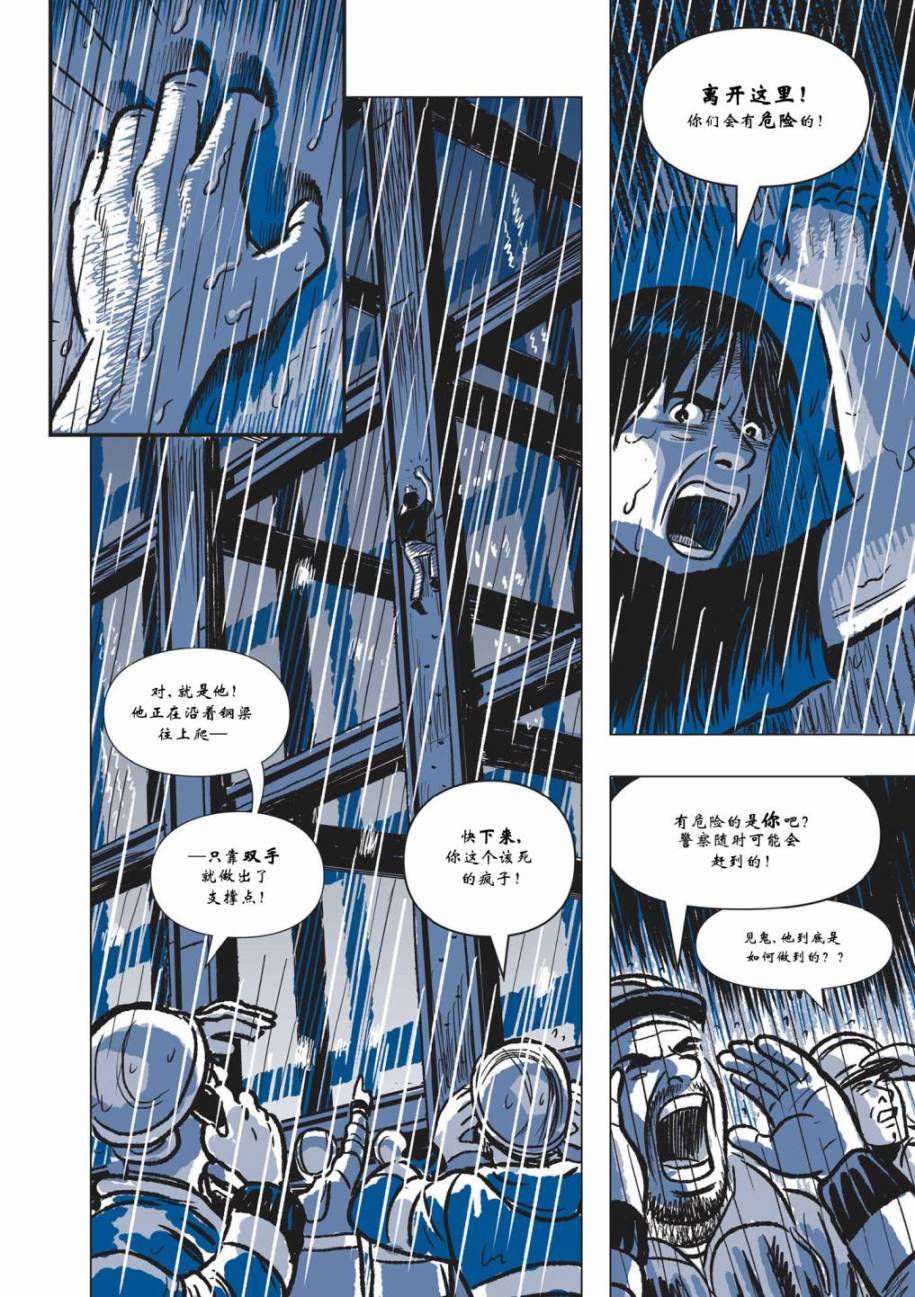 对，就是他！
他正在沿着钢梁
往上爬—
—只靠双手
就做出了
支撑点！
快下来，
你这个该死
的疯子！
离开这里！
你们会有危险的！
有危险的是你吧？
警察随时可能会
赶到的！
见鬼，他到底是
如何做到的？？